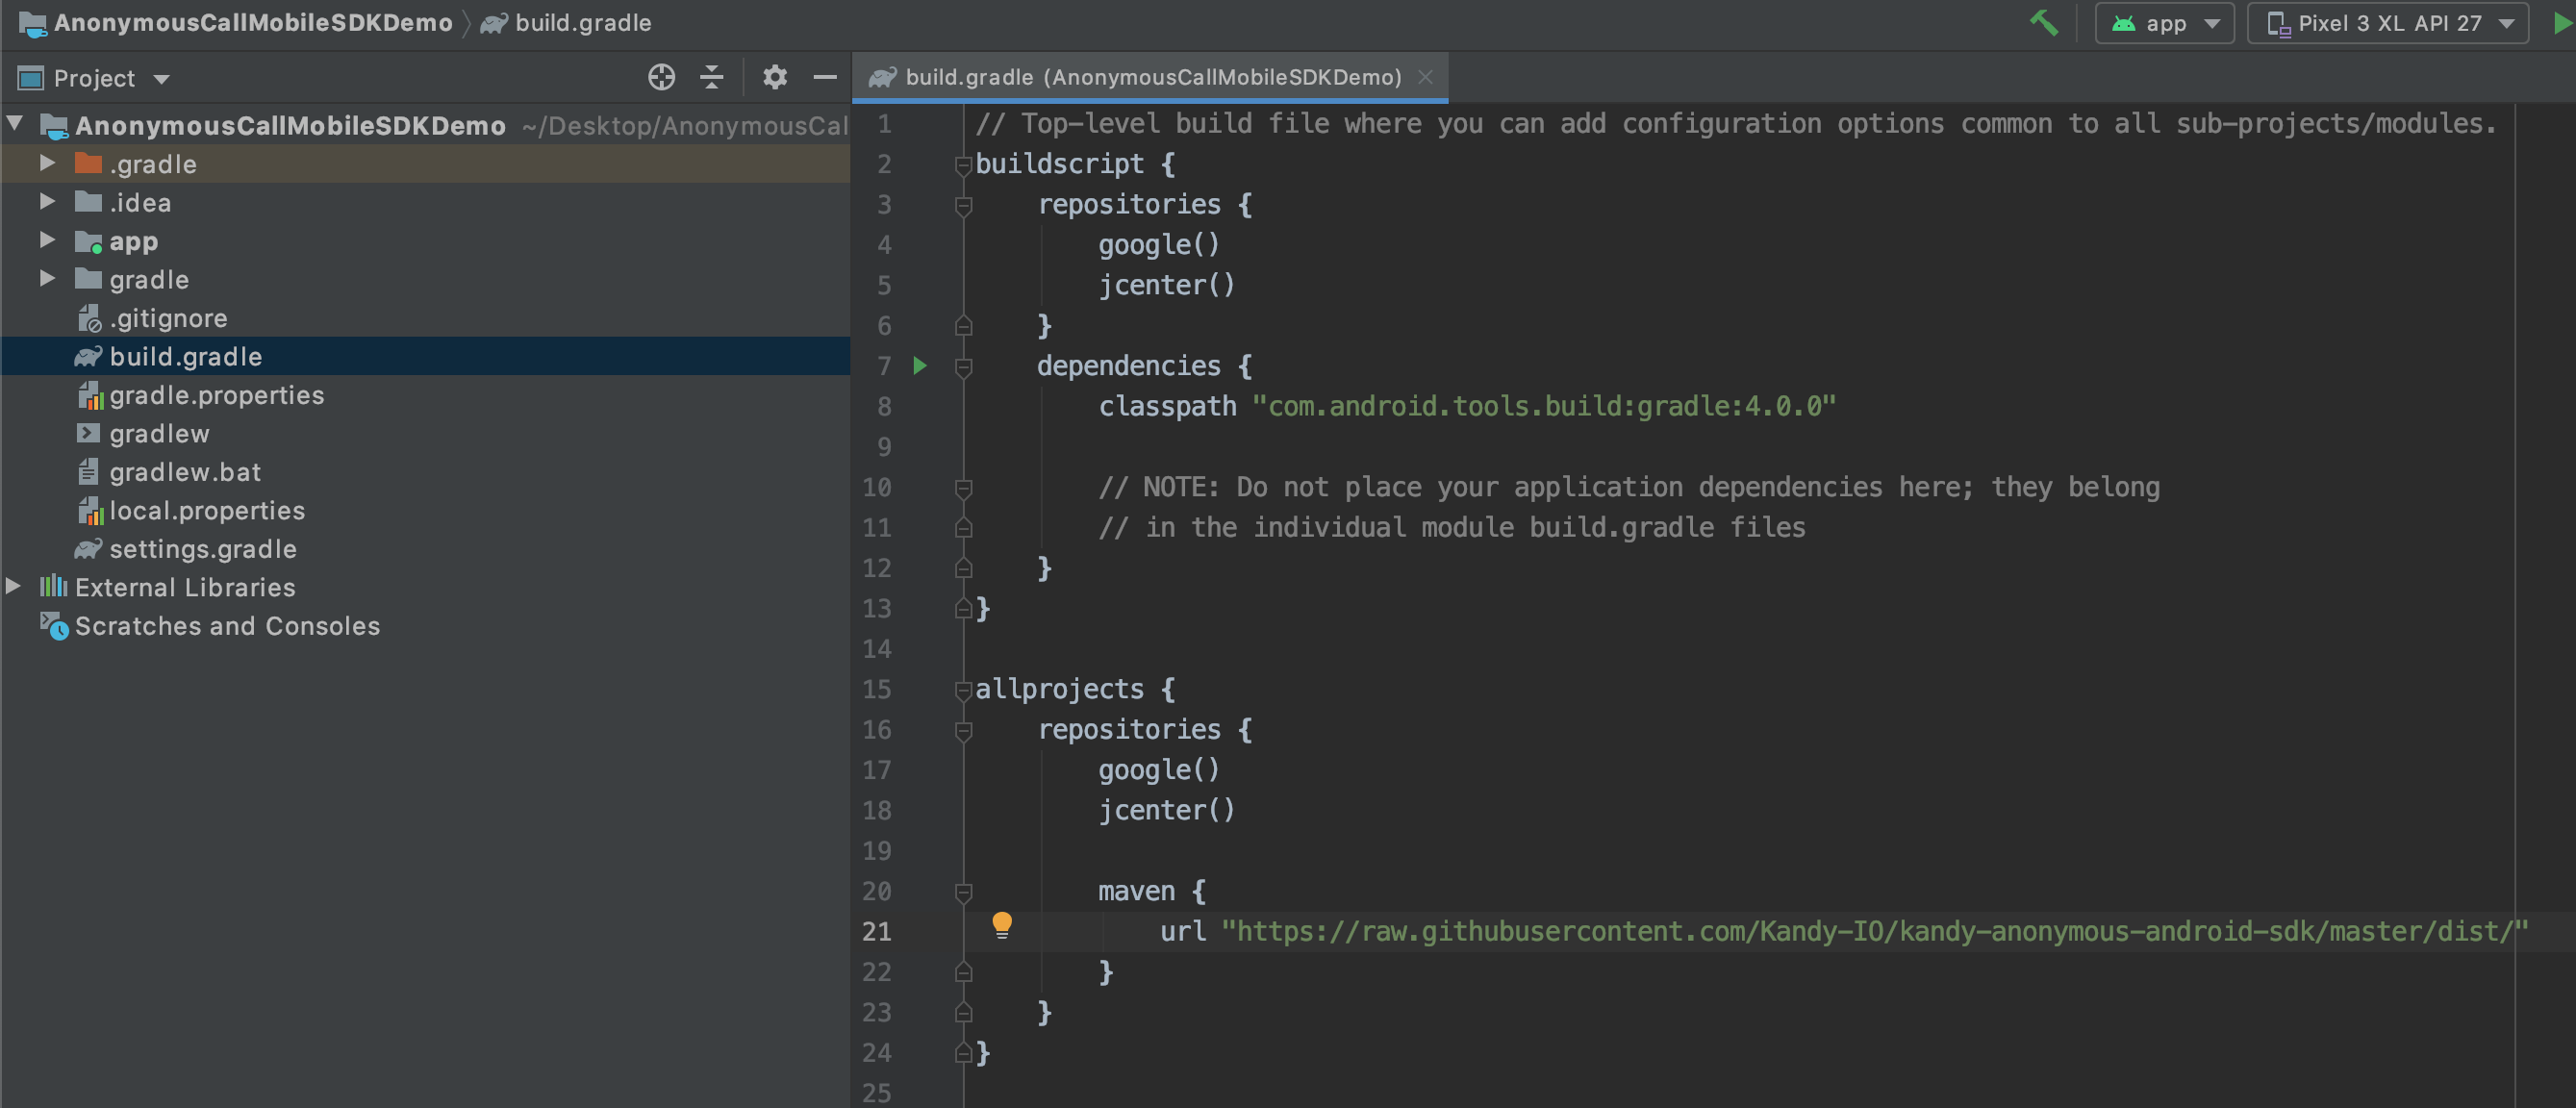 AnonymousCallMobileSDKDemo build.gradle
app
Pixel 3 XL API 27
Project
AnonymousCallMobileSDKDemo ~/Desktop/AnonymousCal
.gradle
.idea
app
gradle
.gitignore
build.gradle
gradle.properties
gradlew
gradlew.bat
local.properties
settings.gradle
External Libraries
Scratches and Consoles
build.gradle (AnonymousCallMobileSDKDemo)
1 // Top-level build file where you can add configuration options common to all sub-projects/modules.
2 buildscript {
3 repositories {
4 google()
5 jcenter()
6 }
7 dependencies {
8 classpath "com.android.tools.build:gradle:4.0.0"
9
10 // NOTE: Do not place your application dependencies here; they belong
11 // in the individual module build.gradle files
12 }
13 }
14
15 allprojects {
16 repositories {
17 google()
18 jcenter()
19
20 maven {
21 url "https://raw.githubusercontent.com/Kandy-IO/kandy-anonymous-android-sdk/master/dist/"
22 }
23 }
24 }
25